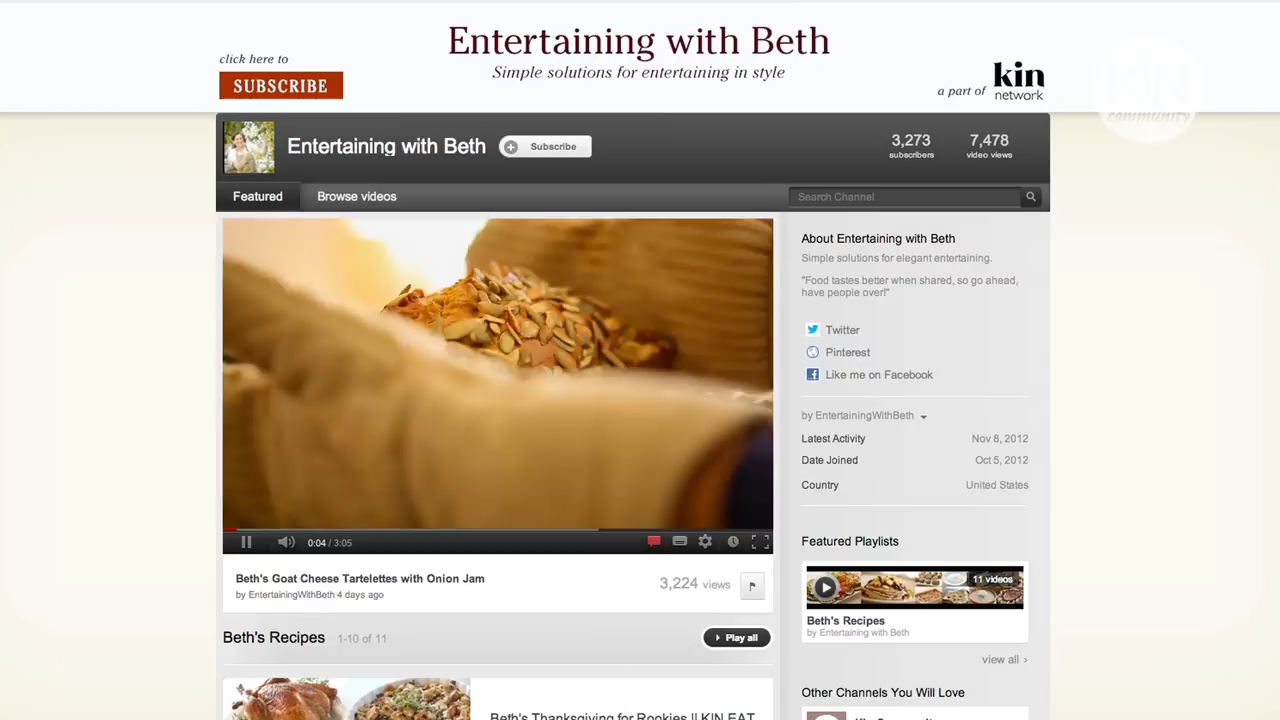 Entertaining with Beth
Simple solutions for entertaining in style
click here to
SUBSCRIBE
a part of
kin
network
community
Entertaining with Beth
Subscribe
3,273
subscribers
7,478
video views
Featured
Browse videos
Search Channel
0:04 / 3:05
Beth's Goat Cheese Tartelettes with Onion Jam
by EntertainingWithBeth 4 days ago
3,224 views
Beth's Recipes
1-10 of 11
Play all
Beth's Thanksgiving for Rookies || KIN EAT
About Entertaining with Beth
Simple solutions for elegant entertaining.
"Food tastes better when shared, so go ahead,
have people over!"
Twitter
Pinterest
Like me on Facebook
by EntertainingWithBeth
Latest Activity Nov 8, 2012
Date Joined Oct 5, 2012
Country United States
Featured Playlists
11 videos
Beth's Recipes
by Entertaining with Beth
view all ›
Other Channels You Will Love